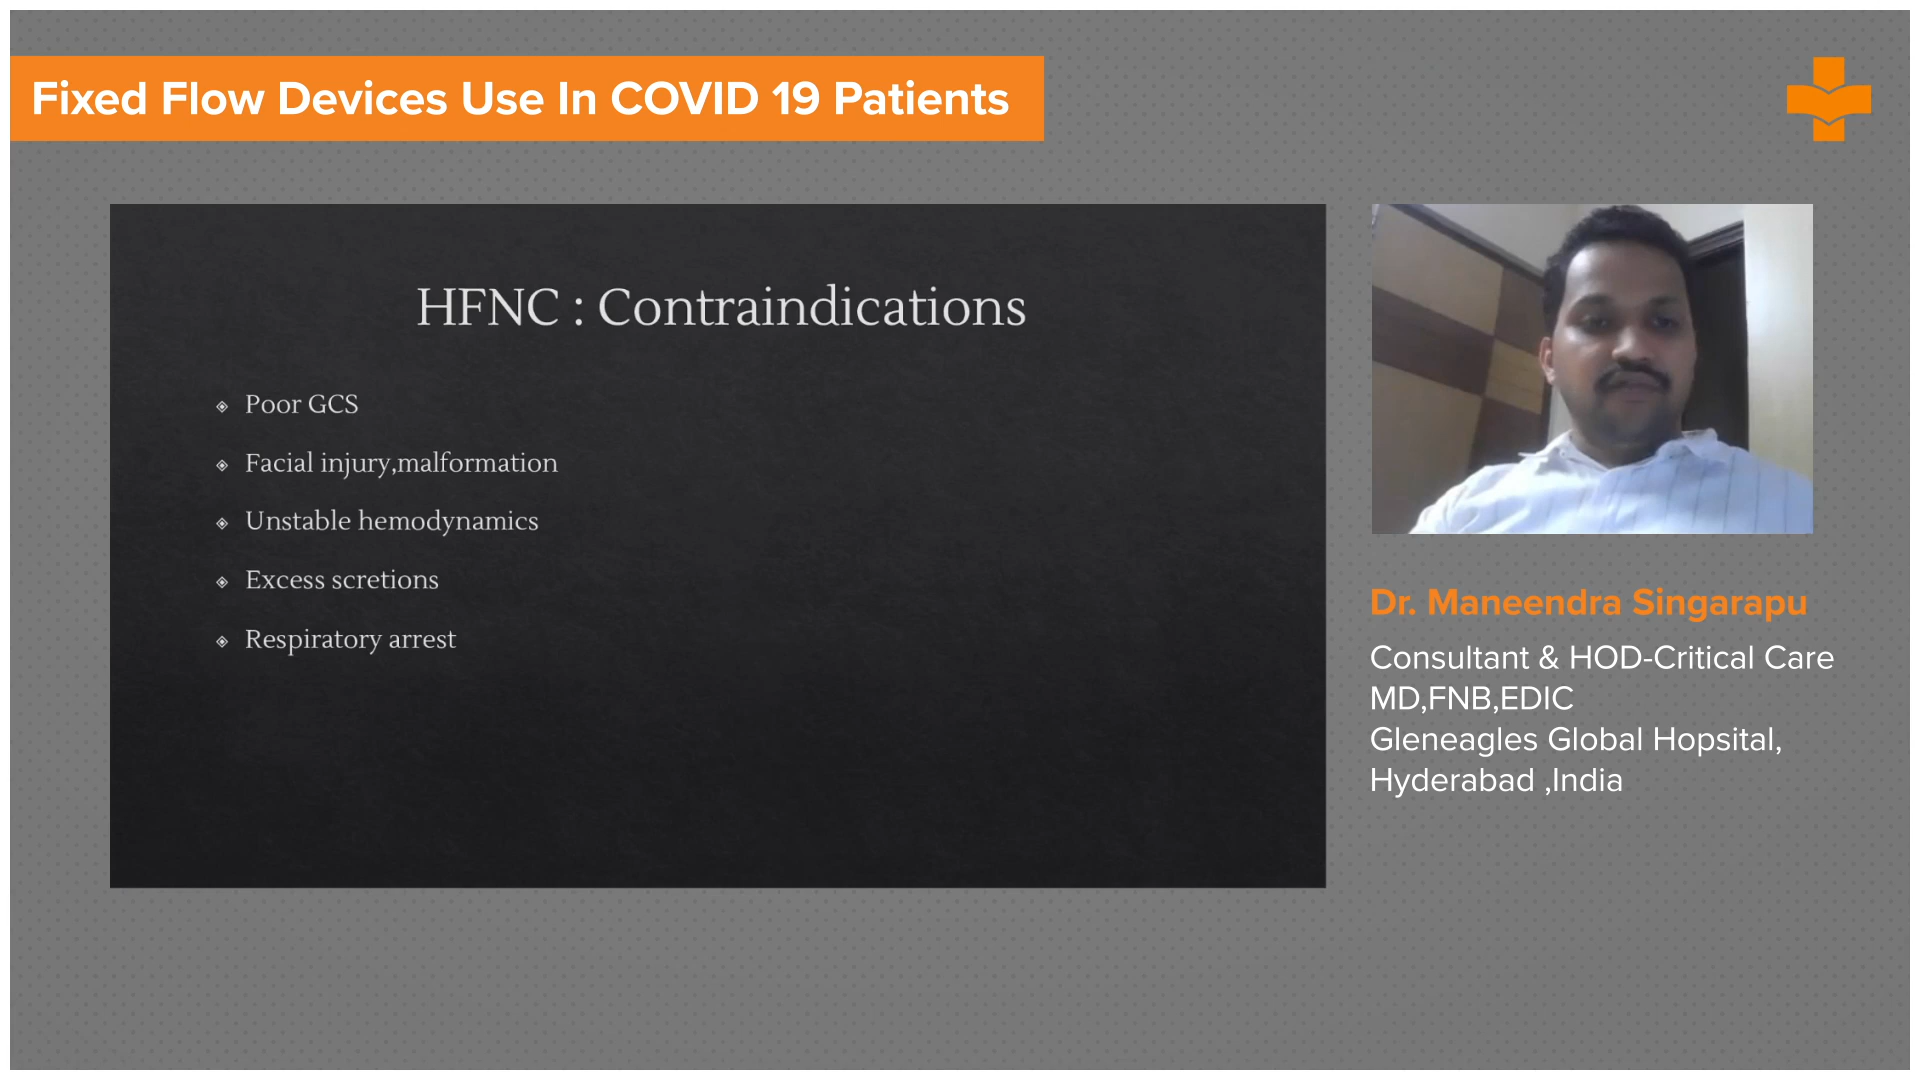 Fixed Flow Devices Use In COVID 19 Patients
HFNC : Contraindications
Poor GCS
Facial injury,malformation
Unstable hemodynamics
Excess scretions
Respiratory arrest
Dr. Maneendra Singarapu
Consultant & HOD-Critical Care
MD,FNB,EDIC
Gleneagles Global Hopsital,
Hyderabad ,India